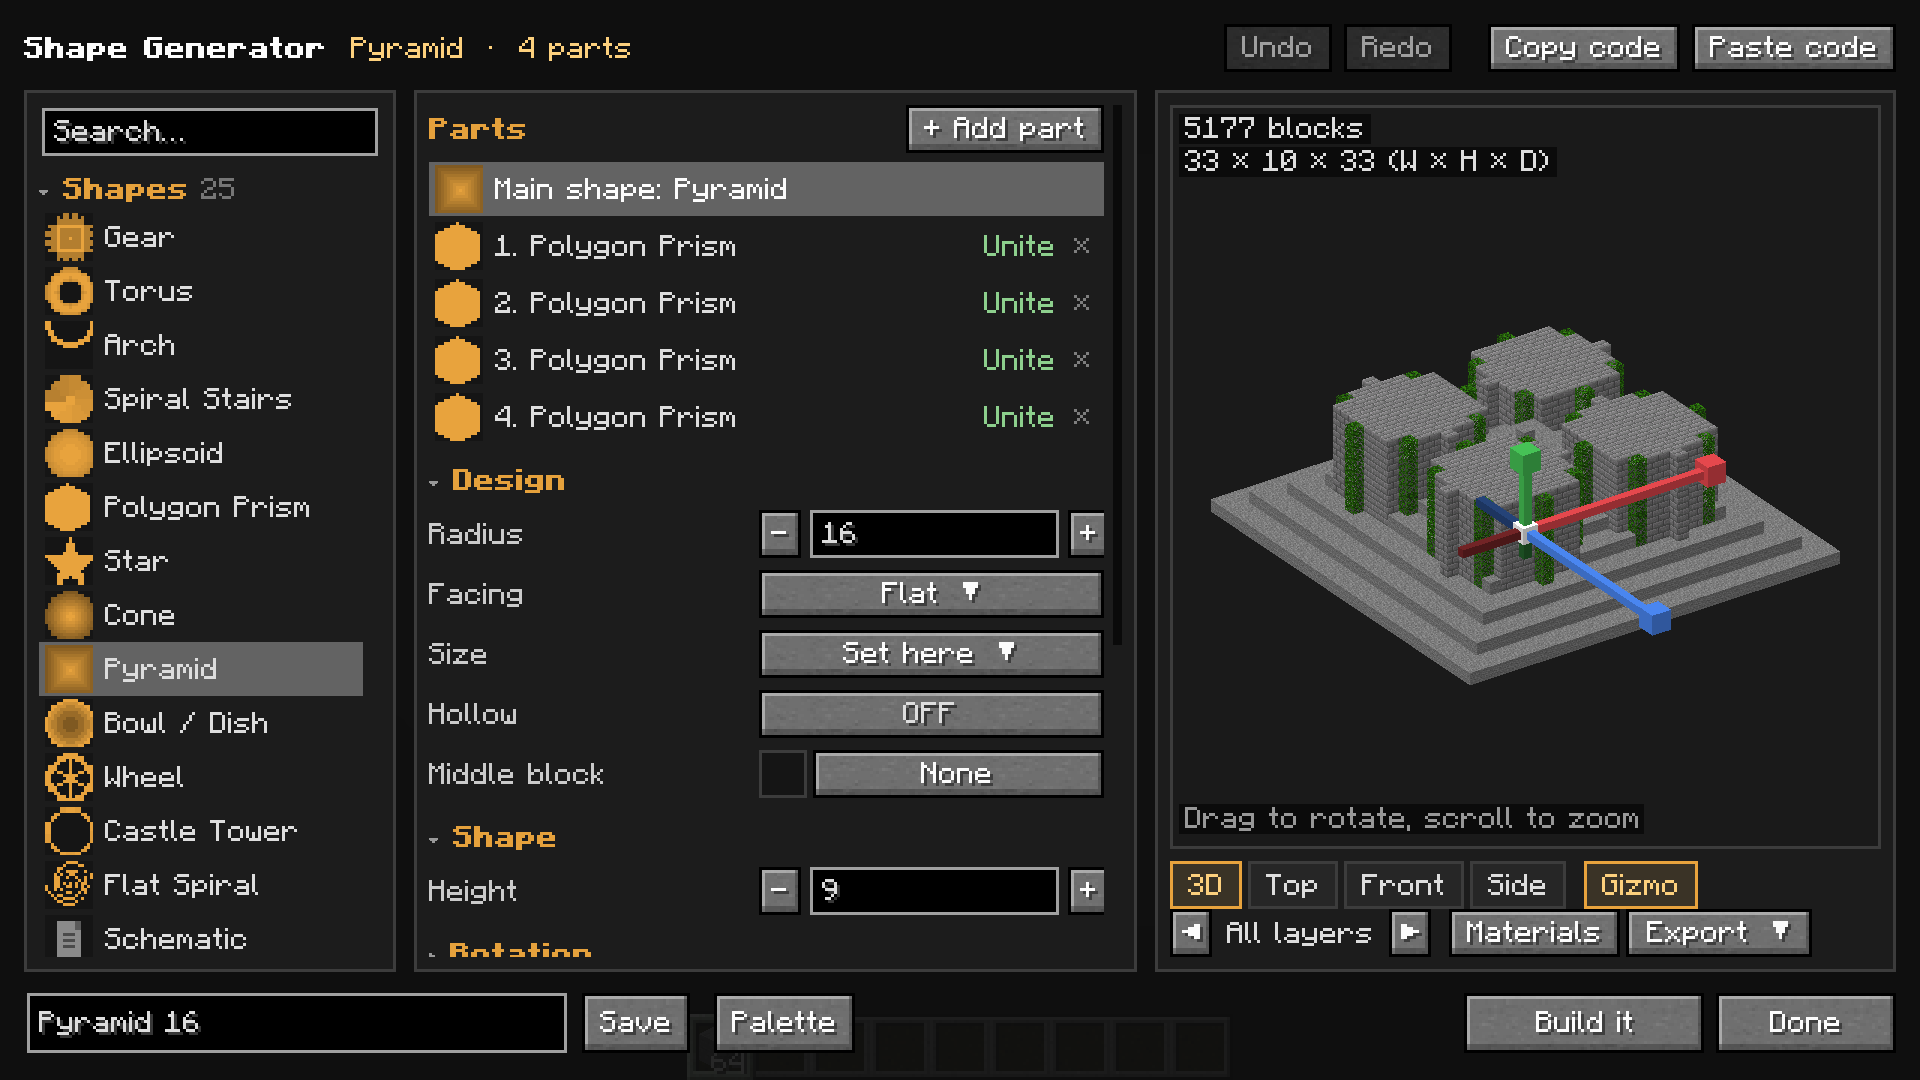 Shape Generator Pyramid · 4 parts
Undo Redo Copy code Paste code
Search...
Shapes 25
Gear
Torus
Arch
Spiral Stairs
Ellipsoid
Polygon Prism
Star
Cone
Pyramid
Bowl / Dish
Wheel
Castle Tower
Flat Spiral
Schematic
Parts + Add part
Main shape: Pyramid
1. Polygon Prism Unite ×
2. Polygon Prism Unite ×
3. Polygon Prism Unite ×
4. Polygon Prism Unite ×
Design
Radius − 16 +
Facing Flat ▼
Size Set here ▼
Hollow OFF
Middle block None
Shape
Height − 9 +
Rotation
5177 blocks
33 × 10 × 33 (W × H × D)
Drag to rotate, scroll to zoom
3D Top Front Side Gizmo
◀ All layers ▶ Materials Export ▼
Pyramid 16 Save Palette Build it Done
64